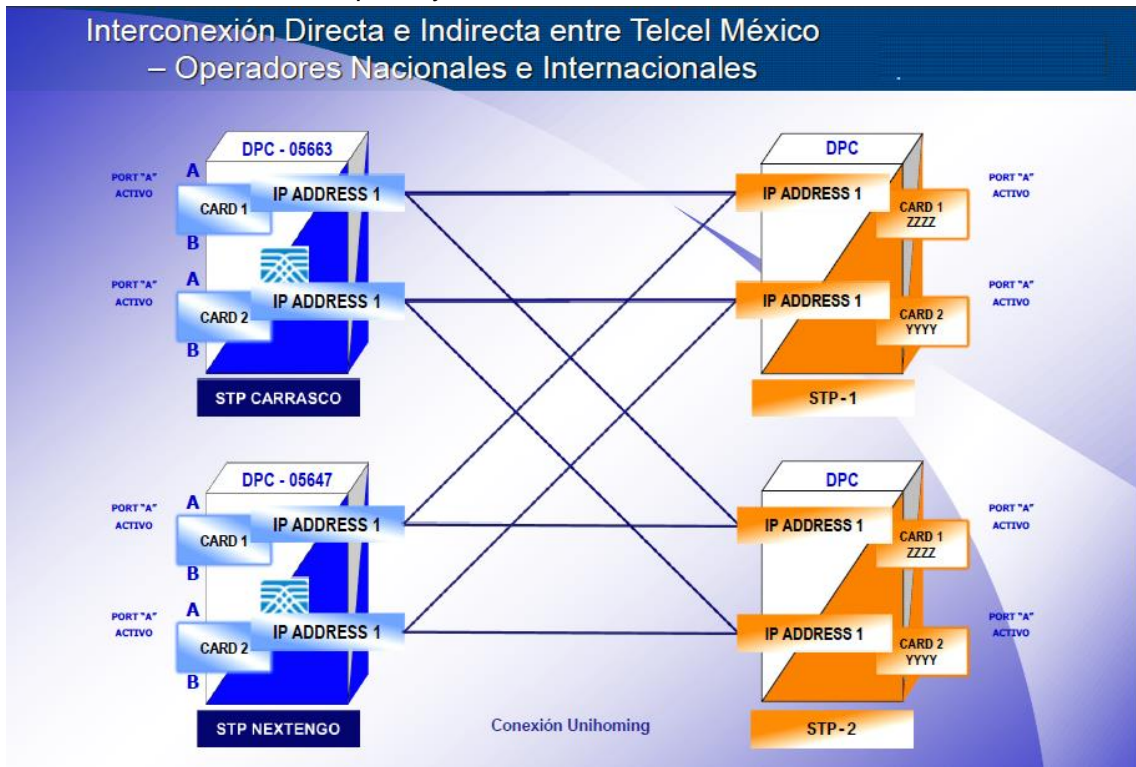 Interconexión Directa e Indirecta entre Telcel México
– Operadores Nacionales e Internacionales
DPC - 05663
DPC
PORT "A"
ACTIVO
A
CARD 1
IP ADDRESS 1
B
IP ADDRESS 1
CARD 1
ZZZZ
PORT "A"
ACTIVO
PORT "A"
ACTIVO
A
CARD 2
IP ADDRESS 1
B
IP ADDRESS 1
CARD 2
YYYY
PORT "A"
ACTIVO
STP CARRASCO
STP-1
DPC - 05647
DPC
PORT "A"
ACTIVO
A
CARD 1
IP ADDRESS 1
B
IP ADDRESS 1
CARD 1
ZZZZ
PORT "A"
ACTIVO
PORT "A"
ACTIVO
A
CARD 2
IP ADDRESS 1
B
IP ADDRESS 1
CARD 2
YYYY
PORT "A"
ACTIVO
STP NEXTENGO
Conexión Unihoming
STP-2